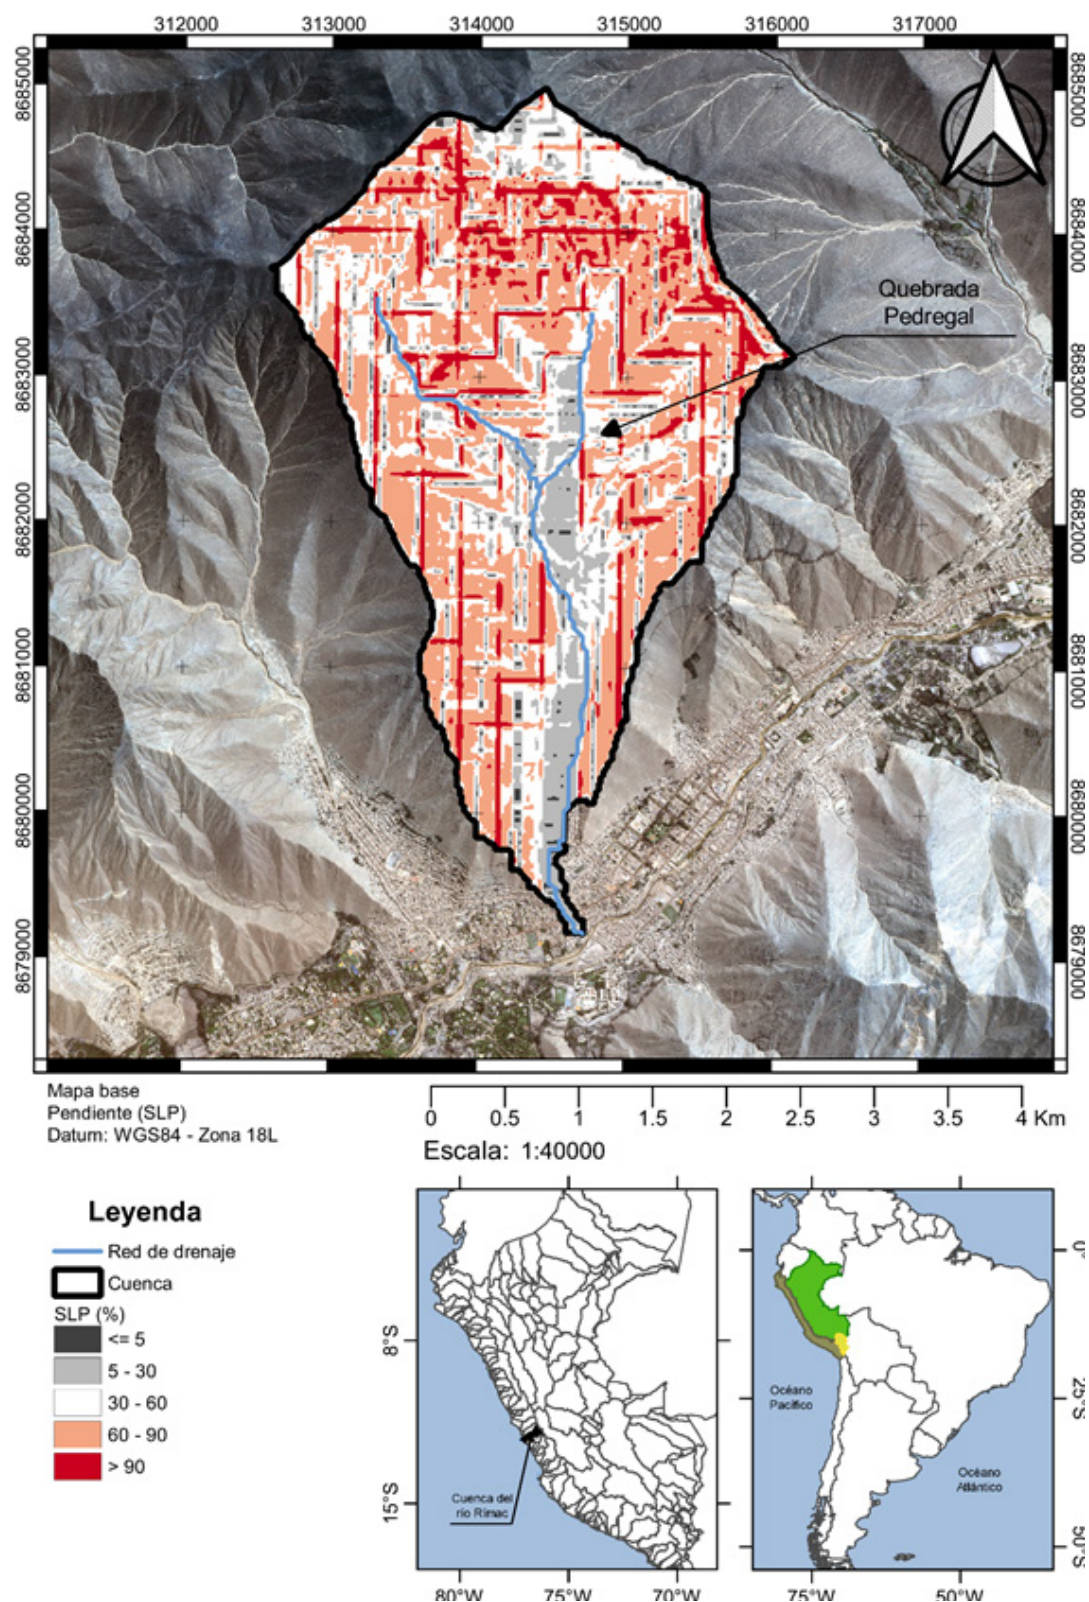 312000 313000 314000 315000 316000 317000
8685000
8684000
8683000
8682000
8681000
8680000
8679000
8685000
8684000
8683000
8682000
8681000
8680000
8679000
Quebrada
Pedregal
Mapa base
Pendiente (SLP)
Datum: WGS84 - Zona 18L
0 0.5 1 1.5 2 2.5 3 3.5 4 Km
Escala: 1:40000
Leyenda
Red de drenaje
Cuenca
SLP (%)
<= 5
5 - 30
30 - 60
60 - 90
> 90
8°S
15°S
Cuenca del
río Rímac
80°W 75°W 70°W
Océano
Pacífico
Océano
Atlántico
0°
25°S
50°S
75°W 50°W